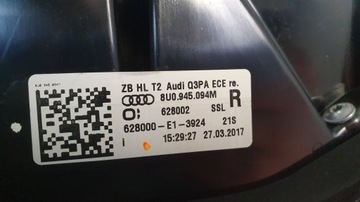 ZB HL T2 Audi Q3PA ECE re.
8U0.945.094M R
628002 SSL
628000-E1-3924 21S
i 15:29:27 27.03.2017